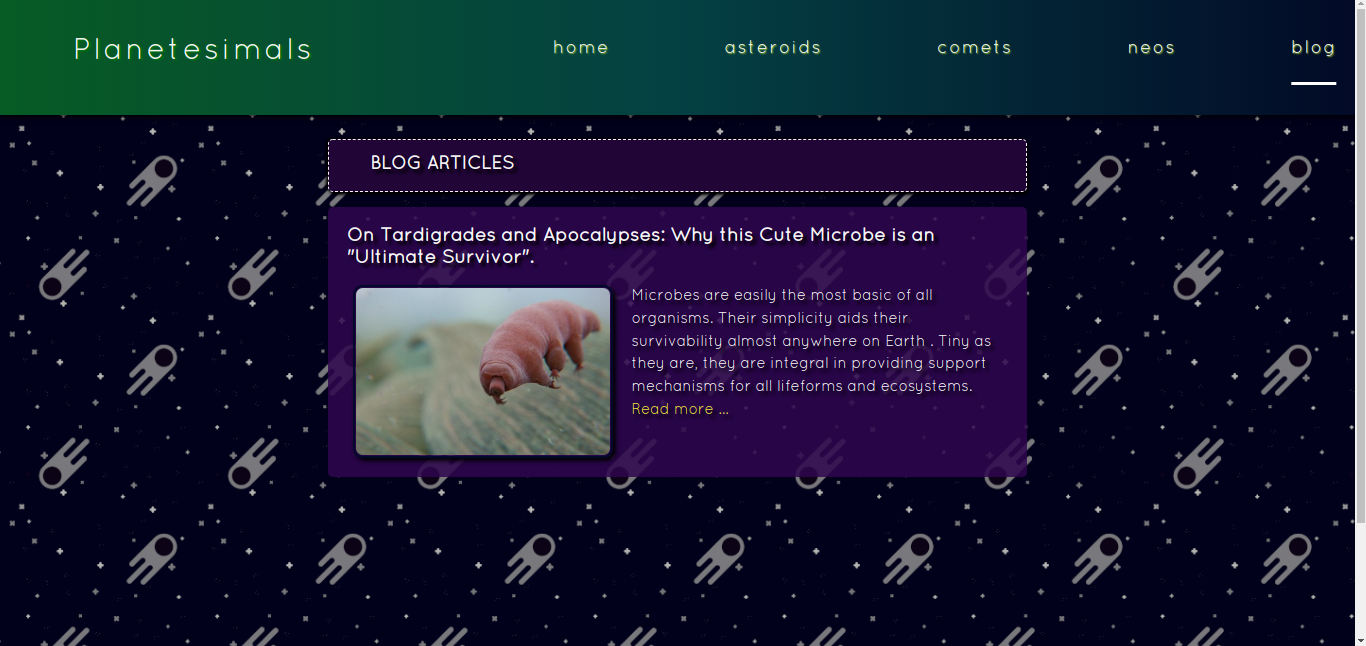 Planetesimals
home
asteroids
comets
neos
blog
BLOG ARTICLES
On Tardigrades and Apocalypses: Why this Cute Microbe is an
"Ultimate Survivor".
Microbes are easily the most basic of all
organisms. Their simplicity aids their
survivability almost anywhere on Earth . Tiny as
they are, they are integral in providing support
mechanisms for all lifeforms and ecosystems.
Read more ...